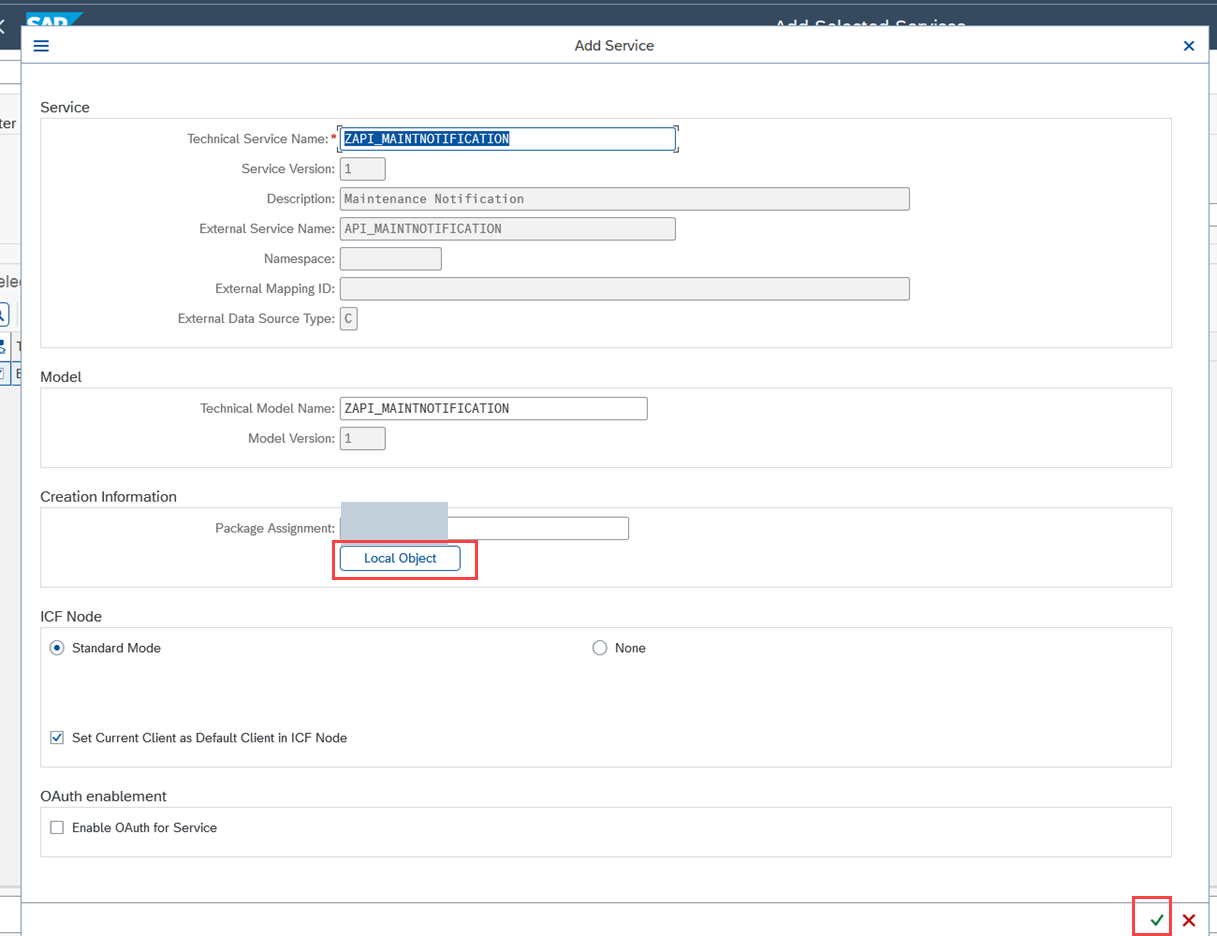 SAP
Add Selected Services
Add Service
ter
Service
Technical Service Name:* ZAPI_MAINTNOTIFICATION
Service Version: 1
Description: Maintenance Notification
External Service Name: API_MAINTNOTIFICATION
Namespace:
External Mapping ID:
External Data Source Type: C
Model
Technical Model Name: ZAPI_MAINTNOTIFICATION
Model Version: 1
Creation Information
Package Assignment:
Local Object
ICF Node
Standard Mode
None
Set Current Client as Default Client in ICF Node
OAuth enablement
Enable OAuth for Service